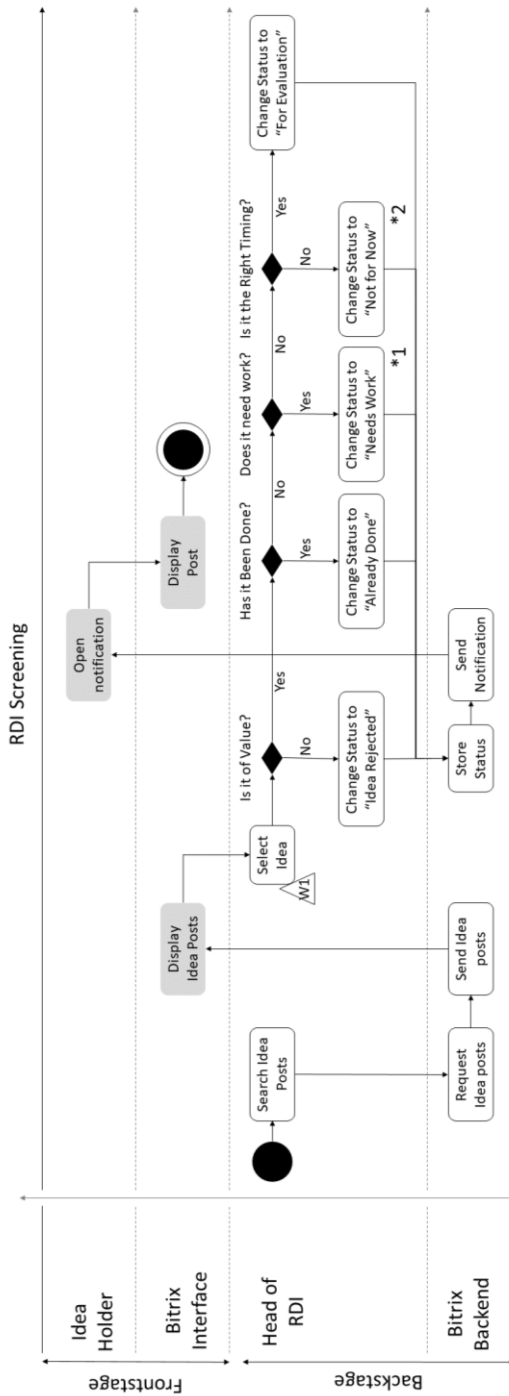 RDI Screening
Frontstage
Backstage
Idea
Holder
Bitrix
Interface
Head of
RDI
Bitrix
Backend
Open
notification
Display
Idea Posts
Display
Post
Search Idea
Posts
Select
Idea
W1
Is it of Value?
Yes
No
Has it Been Done?
No
Yes
Does it need work?
No
Yes
Is it the Right Timing?
Yes
No
Change Status to
“For Evaluation”
Change Status to
“Idea Rejected”
Change Status to
“Already Done”
Change Status to
“Needs Work”
*1
Change Status to
“Not for Now”
*2
Request
Idea posts
Send Idea
posts
Store
Status
Send
Notification